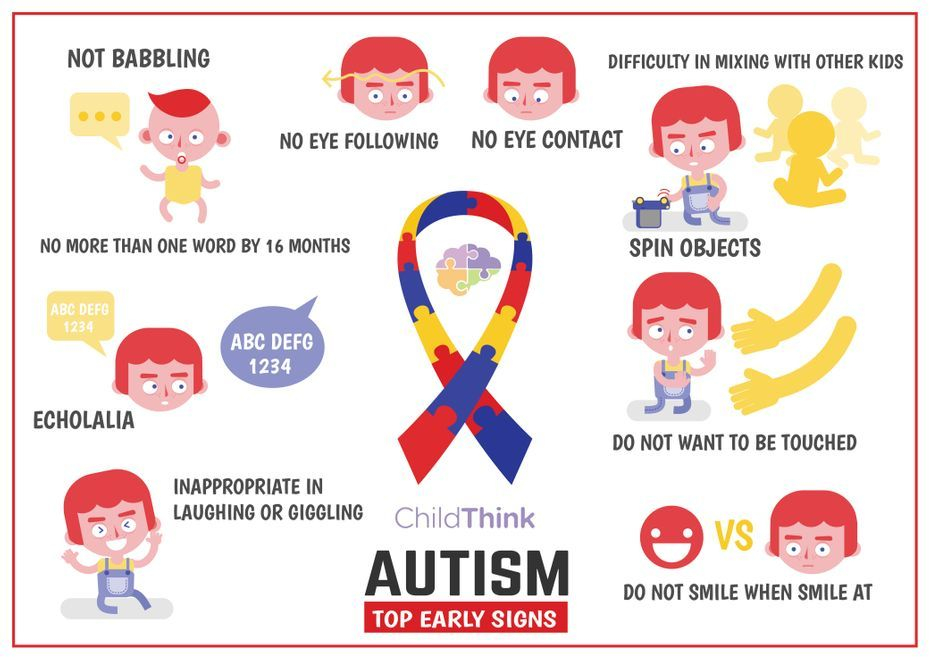 NOT BABBLING
NO MORE THAN ONE WORD BY 16 MONTHS
NO EYE FOLLOWING
NO EYE CONTACT
DIFFICULTY IN MIXING WITH OTHER KIDS
SPIN OBJECTS
ABC DEFG
1234
ABC DEFG
1234
ECHOLALIA
DO NOT WANT TO BE TOUCHED
INAPPROPRIATE IN
LAUGHING OR GIGGLING
ChildThink
AUTISM
TOP EARLY SIGNS
VS
DO NOT SMILE WHEN SMILE AT